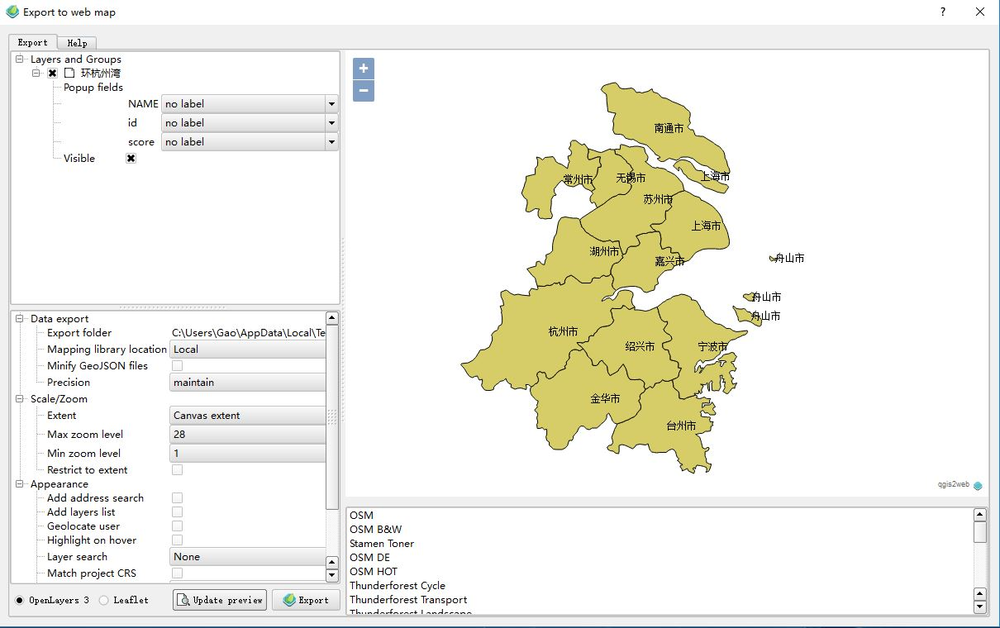 Export to web map
?
Export Help
Layers and Groups
环杭州湾
Popup fields
NAME no label
id no label
score no label
Visible
Data export
Export folder C:\Users\Gao\AppData\Local\Te
Mapping library location Local
Minify GeoJSON files
Precision maintain
Scale/Zoom
Extent Canvas extent
Max zoom level 28
Min zoom level 1
Restrict to extent
Appearance
Add address search
Add layers list
Geolocate user
Highlight on hover
Layer search None
Match project CRS
OpenLayers 3 Leaflet Update preview Export
+
−
南通市
常州市 无锡市 上海市
苏州市
上海市
湖州市 嘉兴市 舟山市
舟山市
舟山市
杭州市 绍兴市 宁波市
金华市
台州市
qgis2web
OSM
OSM B&W
Stamen Toner
OSM DE
OSM HOT
Thunderforest Cycle
Thunderforest Transport
Thunderforest Landscape